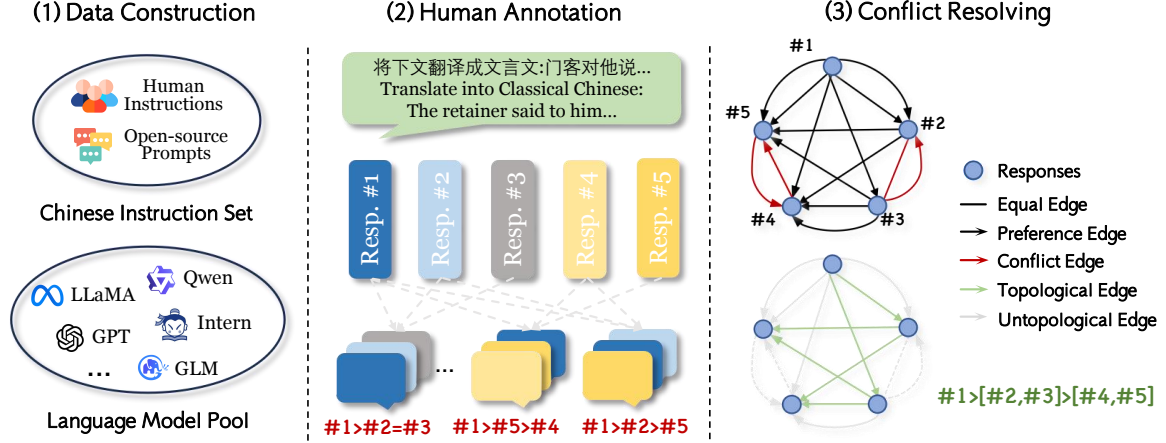 (1) Data Construction
Human
Instructions
Open-source
Prompts
Chinese Instruction Set
LLaMA
Qwen
GPT
Intern
...
GLM
Language Model Pool
(2) Human Annotation
将下文翻译成文言文:门客对他说...
Translate into Classical Chinese:
The retainer said to him...
Resp. #1
Resp. #2
Resp. #3
Resp. #4
Resp. #5
...
#1>#2=#3
#1>#5>#4
#1>#2>#5
(3) Conflict Resolving
#1
#5
#2
#4
#3
Responses
Equal Edge
Preference Edge
Conflict Edge
Topological Edge
Untopological Edge
#1>[#2,#3]>[#4,#5]